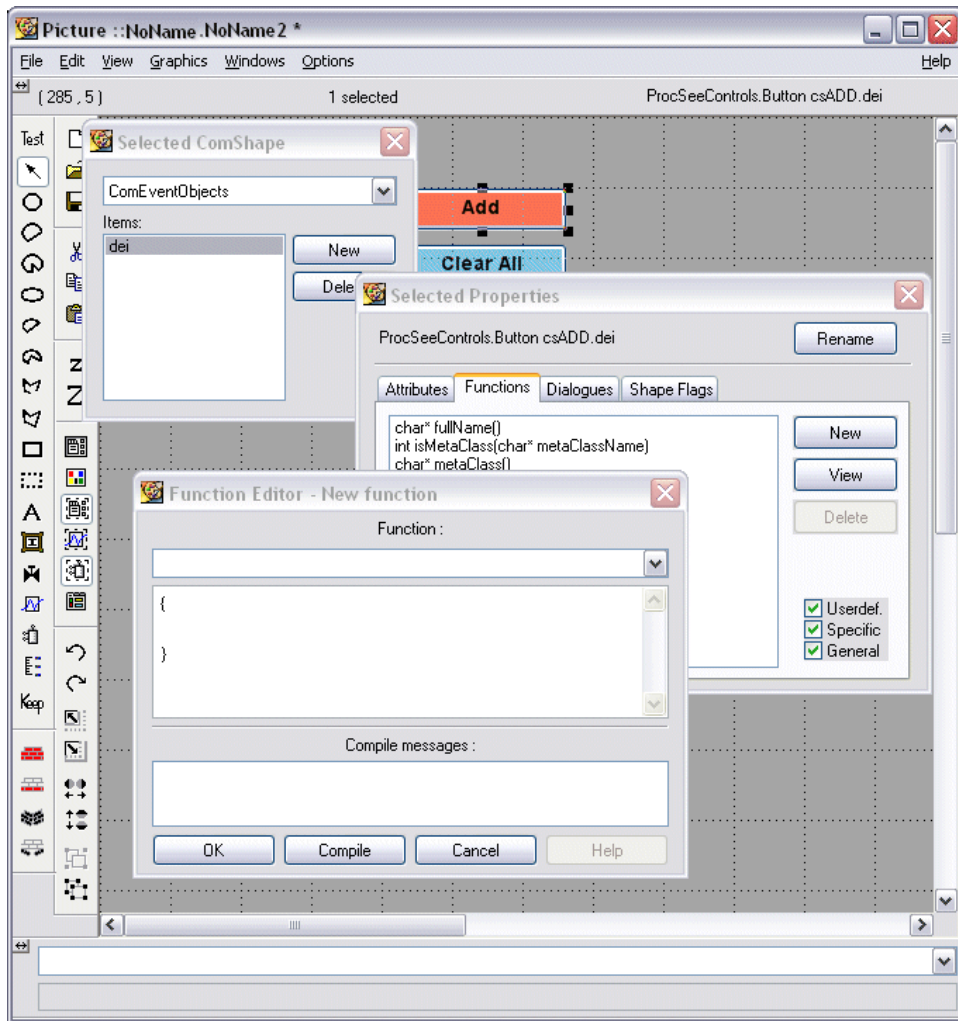 Picture ::NoName.NoName2 *
File Edit View Graphics Windows Options Help
(285,5) 1 selected ProcSeeControls.Button csADD.dei
Test
Selected ComShape
ComEventObjects
Items:
dei
New
Dele
Add
Clear All
Selected Properties
ProcSeeControls.Button csADD.dei
Rename
Attributes Functions Dialogues Shape Flags
char* fullName()
int isMetaClass(char* metaClassName)
char* metaClass()
New
View
Delete
Userdef.
Specific
General
Function Editor - New function
Function :
{
}
Compile messages :
OK Compile Cancel Help
Z
Z
A
Keep